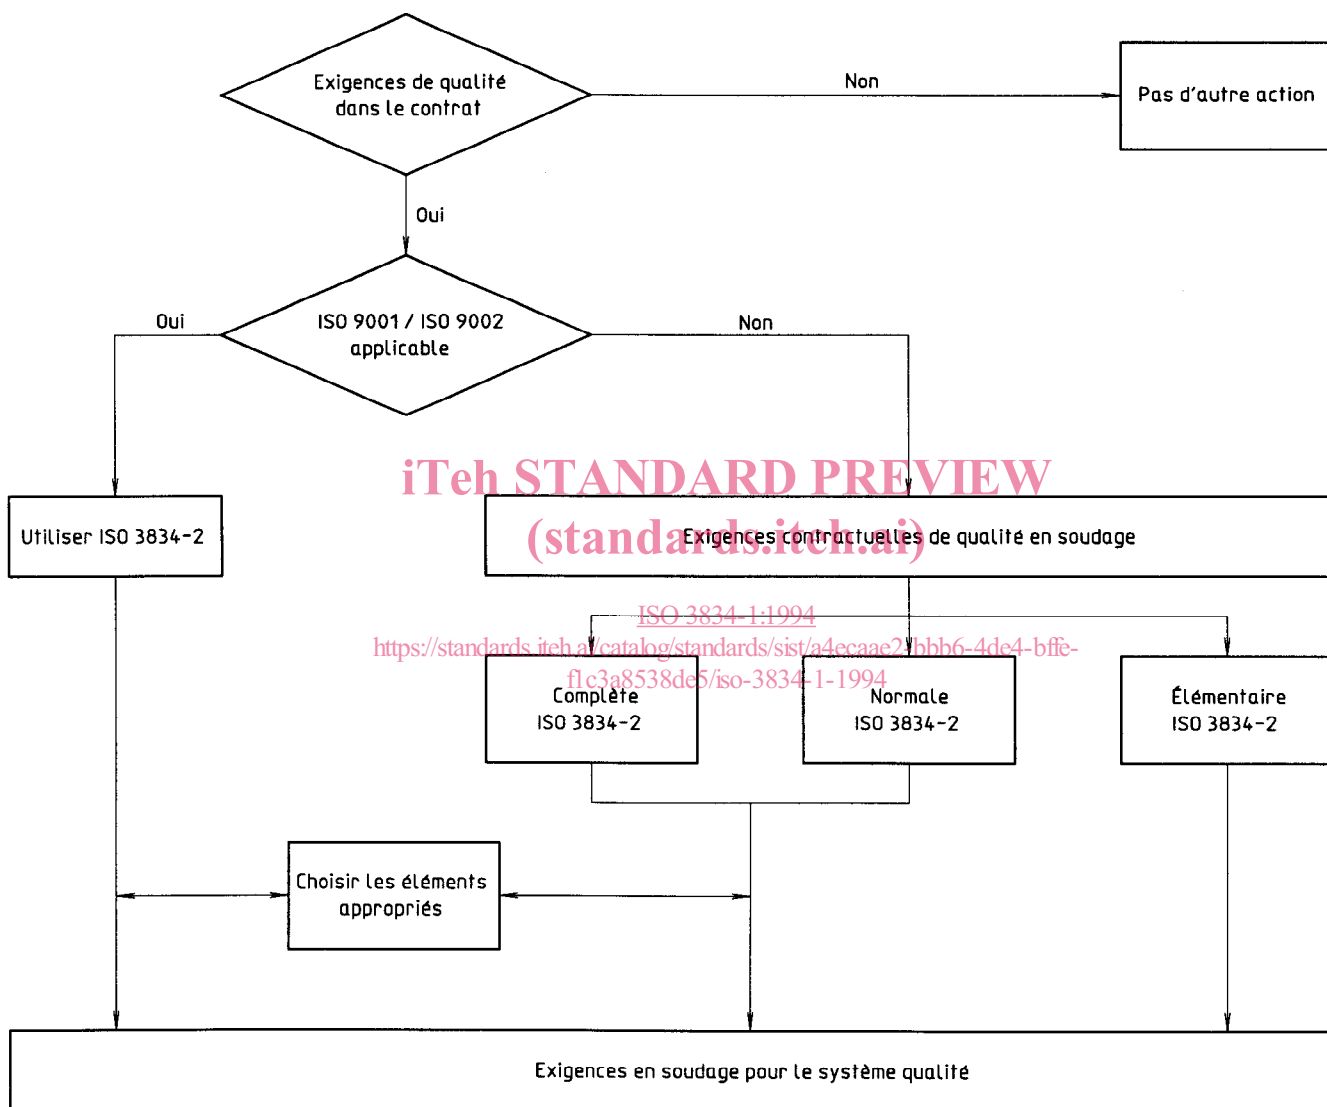 Exigences de qualité
dans le contrat
Non
Pas d'autre action
Oui
Oui
ISO 9001 / ISO 9002
applicable
Non
iTeh STANDARD PREVIEW
(standards.iteh.ai)
Utiliser ISO 3834-2
Exigences contractuelles de qualité en soudage
ISO 3834-1:1994
https://standards.iteh.ai/catalog/standards/sist/a4ecaae2-bbb6-4de4-bffe-
f1c3a8538de5/iso-3834-1-1994
Complète
ISO 3834-2
Normale
ISO 3834-2
Élémentaire
ISO 3834-2
Choisir les éléments
appropriés
Exigences en soudage pour le système qualité